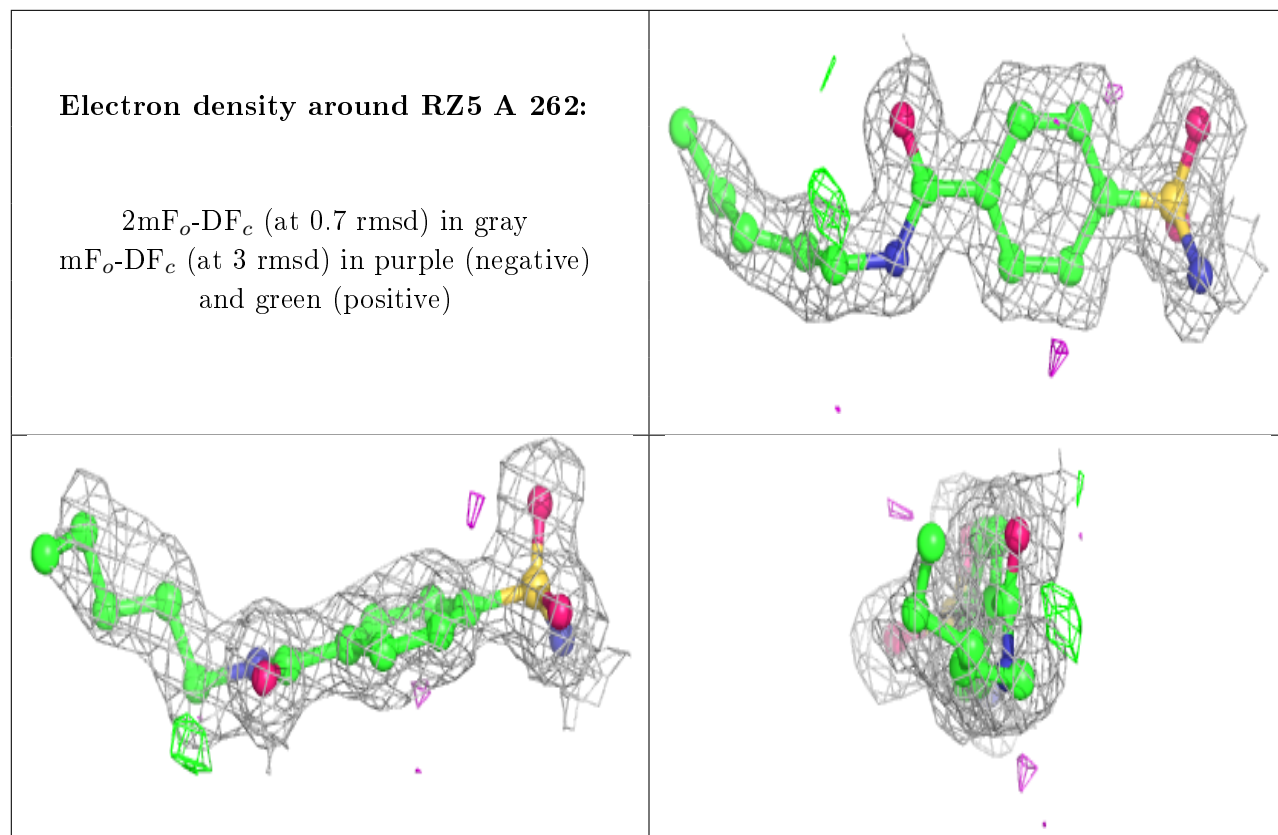 Electron density around RZ5 A 262:
2mFₒ-DF𝒸 (at 0.7 rmsd) in gray
mFₒ-DF𝒸 (at 3 rmsd) in purple (negative)
and green (positive)